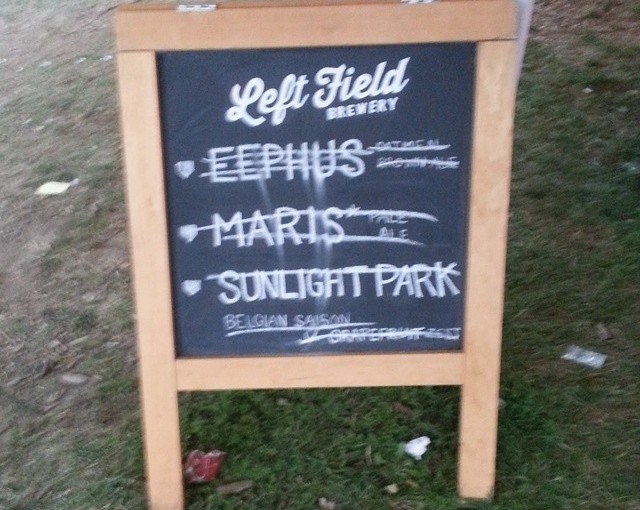 Left Field
BREWERY
EEPHUS OATMEAL
BROWN ALE
MARIS* PALE
ALE
SUNLIGHT PARK
BELGIAN SAISON
W/ GRAPEFRUIT ZEST